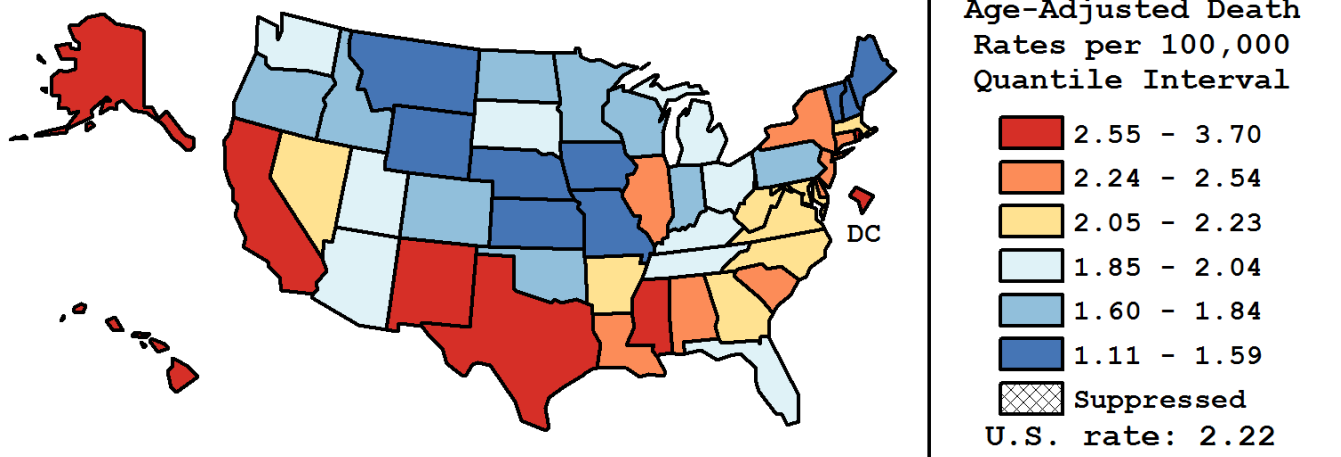 Age-Adjusted Death
Rates per 100,000
Quantile Interval
2.55 - 3.70
2.24 - 2.54
2.05 - 2.23
1.85 - 2.04
1.60 - 1.84
1.11 - 1.59
Suppressed
U.S. rate: 2.22
DC